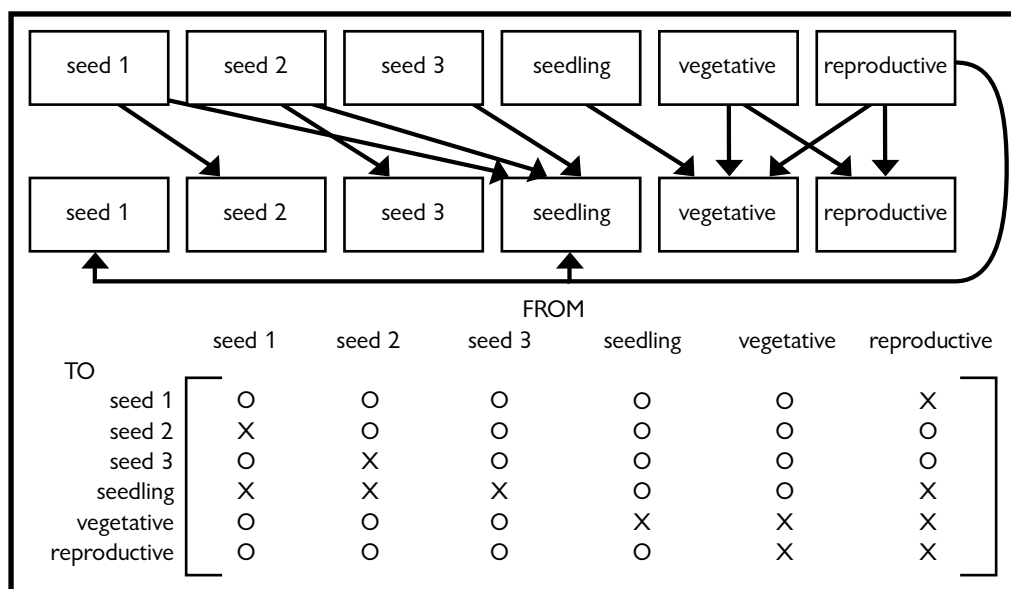 seed 1 seed 2 seed 3 seedling vegetative reproductive
seed 1 seed 2 seed 3 seedling vegetative reproductive
FROM
seed 1 seed 2 seed 3 seedling vegetative reproductive
TO
seed 1 O O O O O X
seed 2 X O O O O O
seed 3 O X O O O O
seedling X X X O O X
vegetative O O O X X X
reproductive O O O O X X